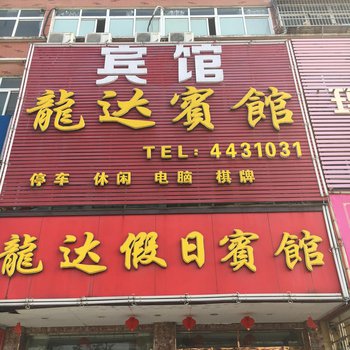 宾馆
龍达賓館
TEL: 4431031
停车 休闲 电脑 棋牌
龍达假日賓館